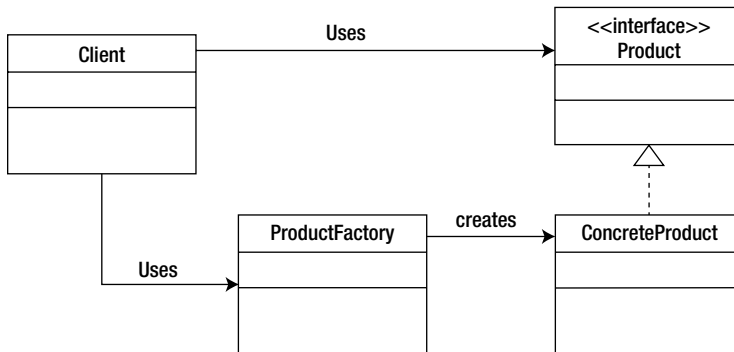 Uses
<<interface>>
Product
Client
ProductFactory
creates
ConcreteProduct
Uses